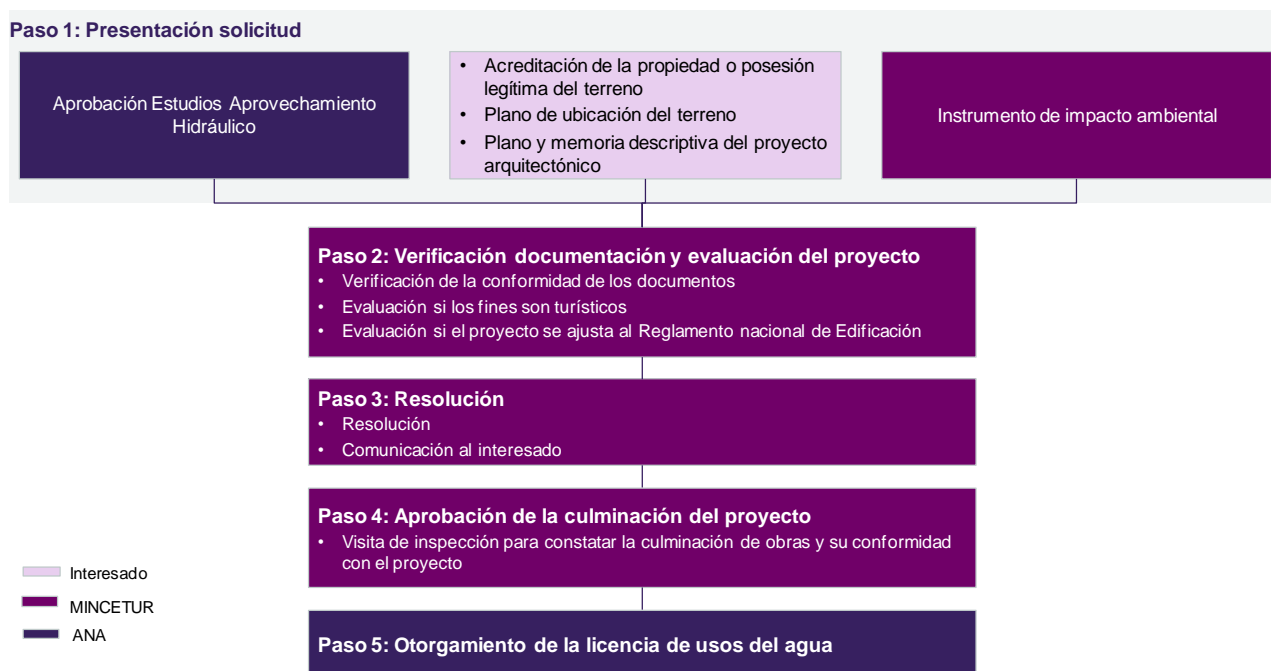 Paso 1: Presentación solicitud
Aprobación Estudios Aprovechamiento
Hidráulico
• Acreditación de la propiedad o posesión
legítima del terreno
• Plano de ubicación del terreno
• Plano y memoria descriptiva del proyecto
arquitectónico
Instrumento de impacto ambiental
Paso 2: Verificación documentación y evaluación del proyecto
• Verificación de la conformidad de los documentos
• Evaluación si los fines son turísticos
• Evaluación si el proyecto se ajusta al Reglamento nacional de Edificación
Paso 3: Resolución
• Resolución
• Comunicación al interesado
Paso 4: Aprobación de la culminación del proyecto
• Visita de inspección para constatar la culminación de obras y su conformidad
con el proyecto
Paso 5: Otorgamiento de la licencia de usos del agua
Interesado
MINCETUR
ANA